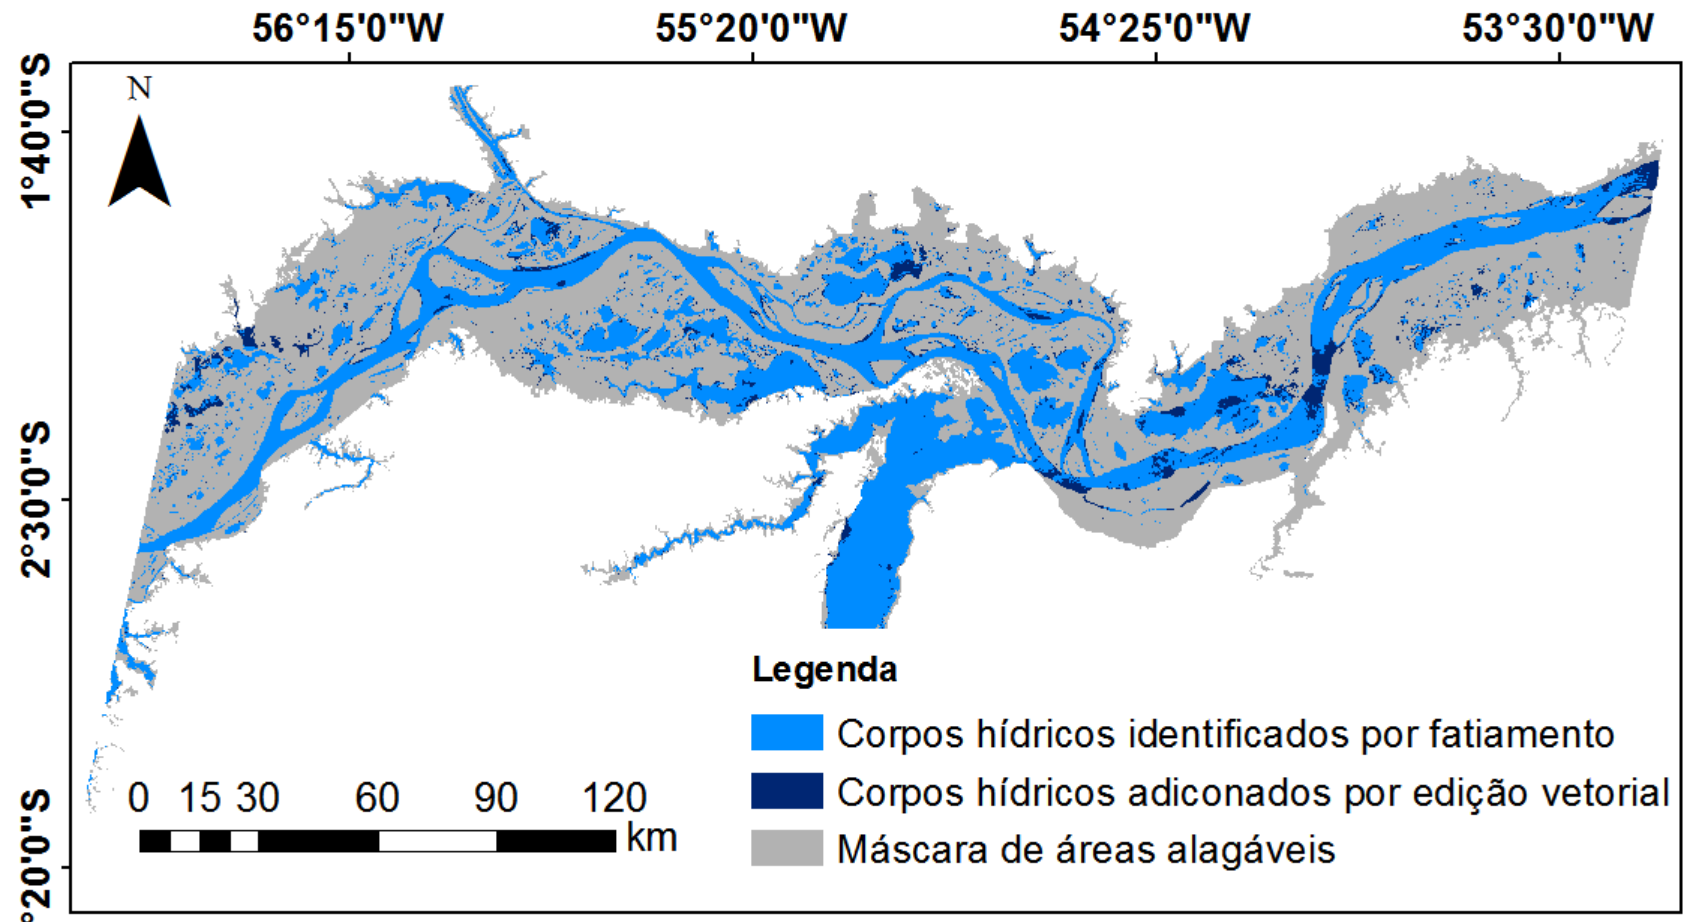 56°15'0"W 55°20'0"W 54°25'0"W 53°30'0"W
1°40'0"S
2°30'0"S
°20'0"S
N
Legenda
Corpos hídricos identificados por fatiamento
Corpos hídricos adiconados por edição vetorial
Máscara de áreas alagáveis
0 15 30 60 90 120
km